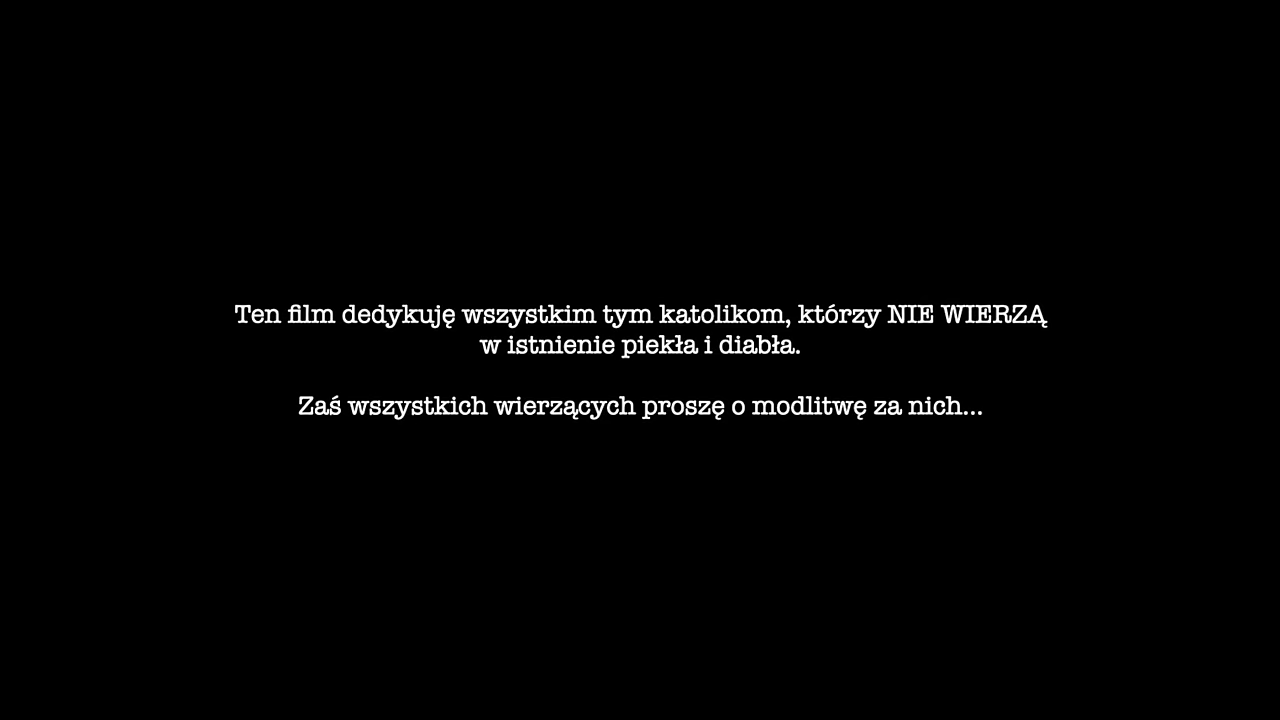 Ten film dedykuję wszystkim tym katolikom, którzy NIE WIERZĄ
w istnienie piekła i diabła.
Zaś wszystkich wierzących proszę o modlitwę za nich...